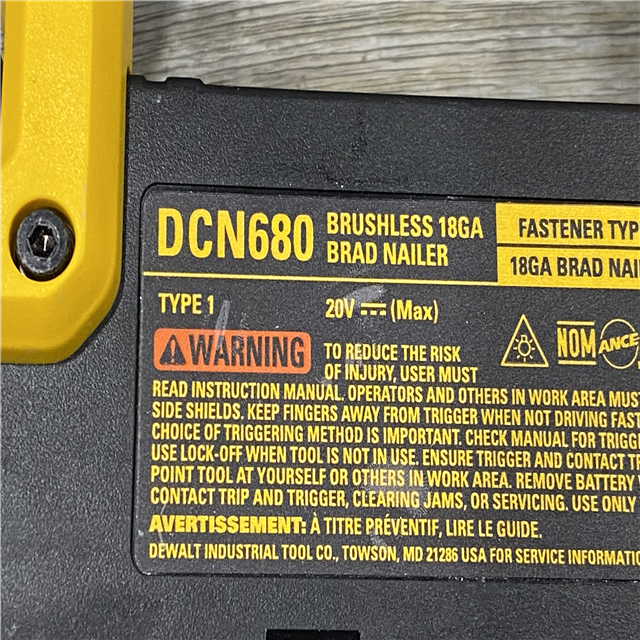 DCN680 BRUSHLESS 18GA
BRAD NAILER
FASTENER TYP
18GA BRAD NAI
TYPE 1 20V (Max)
WARNING TO REDUCE THE RISK
OF INJURY, USER MUST
NOM ANCE
READ INSTRUCTION MANUAL. OPERATORS AND OTHERS IN WORK AREA MUST
SIDE SHIELDS. KEEP FINGERS AWAY FROM TRIGGER WHEN NOT DRIVING FAST
CHOICE OF TRIGGERING METHOD IS IMPORTANT. CHECK MANUAL FOR TRIGG
USE LOCK-OFF WHEN TOOL IS NOT IN USE. ENSURE TRIGGER AND CONTACT TR
POINT TOOL AT YOURSELF OR OTHERS IN WORK AREA. REMOVE BATTERY
CONTACT TRIP AND TRIGGER, CLEARING JAMS, OR SERVICING. USE ONLY
AVERTISSEMENT: À TITRE PRÉVENTIF, LIRE LE GUIDE.
DEWALT INDUSTRIAL TOOL CO., TOWSON, MD 21286 USA FOR SERVICE INFORMATIO